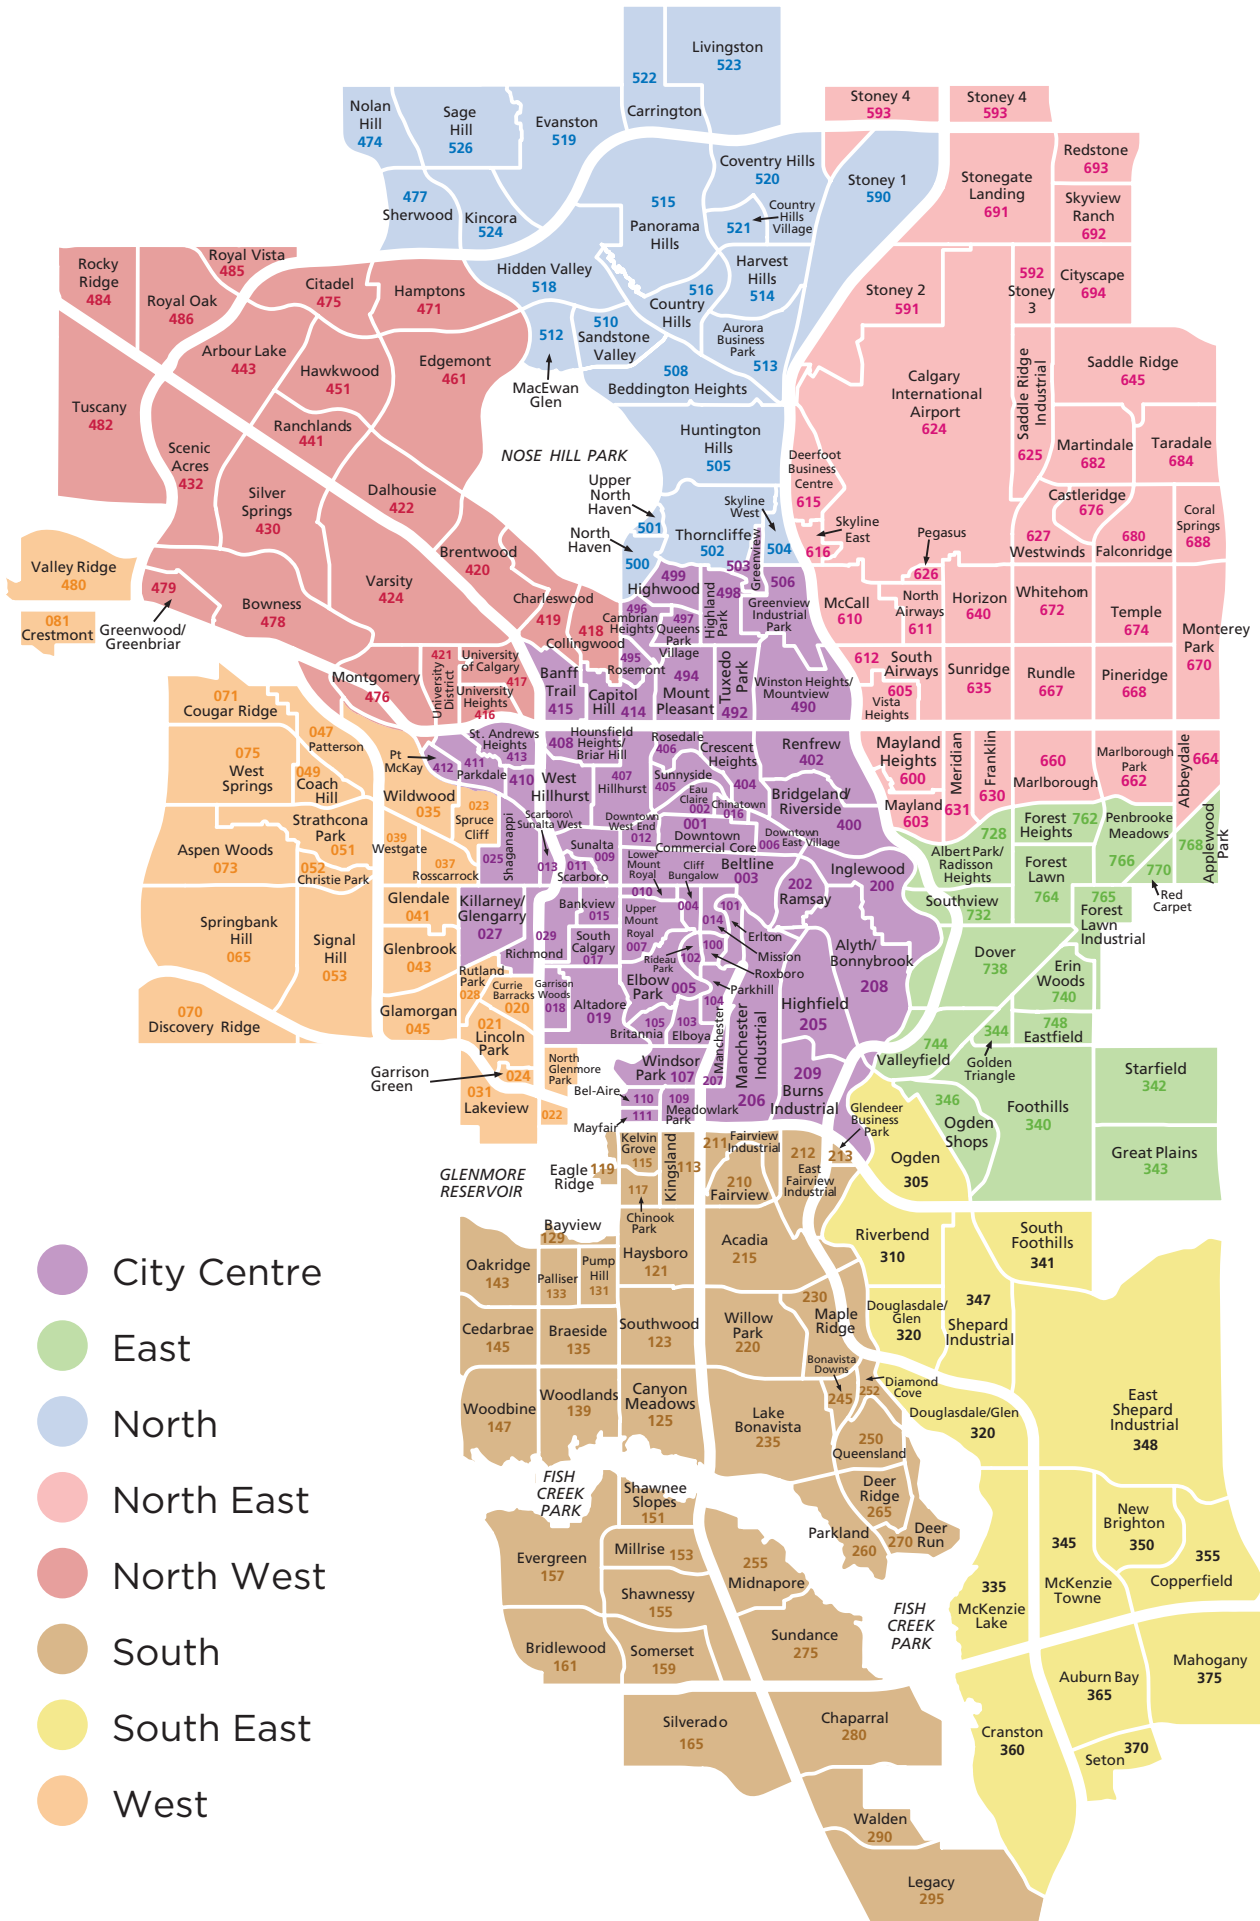 Livingston
523
522
Carrington
Nolan
Hill
474
Sage
Hill
526
Evanston
519
Stoney 4
593
Stoney 4
593
477
Sherwood
Kincora
524
515
Panorama
Hills
Coventry Hills
520
521
Country
Hills
Village
Stoney 1
590
Stonegate
Landing
691
Redstone
693
Skyview
Ranch
692
Rocky
Ridge
484
Royal Vista
485
Royal Oak
486
Citadel
475
Hamptons
471
Hidden Valley
518
516
Country
Hills
Harvest
Hills
514
Stoney 2
591
592
Stoney
3
Cityscape
694
Arbour Lake
443
Hawkwood
451
Edgemont
461
512
MacEwan
Glen
510
Sandstone
Valley
508
Beddington Heights
Aurora
Business
Park
513
Calgary
International
Airport
624
Saddle Ridge
Industrial
625
Saddle Ridge
645
Tuscany
482
Scenic
Acres
432
Ranchlands
441
Silver
Springs
430
Dalhousie
422
NOSE HILL PARK
Huntington
Hills
505
Deerfoot
Business
Centre
615
Martindale
682
Taradale
684
Upper
North
Haven
501
North
Haven
500
Skyline
West
504
Thorncliffe
502
503
Greenview
Skyline
East
616
Pegasus
626
Castleridge
676
627
Westwinds
680
Falconridge
Coral
Springs
688
Valley Ridge
480
081
Crestmont
479
Greenwood/
Greenbriar
Bowness
478
Varsity
424
Brentwood
420
Charleswood
419
418
Collingwood
499
Highwood
498
Highland
Park
506
Greenview
Industrial
Park
496
Cambrian
Heights
497
Queens
Park
Village
McCall
610
North
Airways
611
Horizon
640
Whitehorn
672
Temple
674
Monterey
Park
670
Montgomery
476
421
University
District
University
of Calgary
417
University
Heights
416
Banff
Trail
415
Capitol
Hill
414
495
Rosemont
494
Mount
Pleasant
Tuxedo
Park
492
Winston Heights/
Mountview
490
612
South
Airways
605
Vista
Heights
Sunridge
635
Rundle
667
Pineridge
668
071
Cougar Ridge
047
Patterson
075
West
Springs
049
Coach
Hill
Pt
McKay
412
411
Parkdale
St. Andrews
Heights
413
410
408
Hounsfield
Heights/
Briar Hill
West
Hillhurst
407
Hillhurst
Rosedale
406
Sunnyside
405
Crescent
Heights
404
Renfrew
402
Mayland
Heights
600
Meridian
631
Franklin
630
660
Marlborough
Marlborough
Park
662
Abbeydale
664
Wildwood
035
023
Spruce
Cliff
Strathcona
Park
051
Aspen Woods
073
052
Christie Park
039
Westgate
037
Rosscarrock
025
Shaganappi
Scarboro\
Sunalta West
013
Sunalta
009
011
Scarboro
Downtown
West End
012
Eau
Claire
002
Chinatown
016
001
Downtown
Commercial Core
006
Downtown
East Village
Bridgeland/
Riverside
400
Mayland
603
728
Albert Park/
Radisson
Heights
Forest
Heights
762
Penbrooke
Meadows
766
768
Applewood
Park
770
Red
Carpet
Forest
Lawn
764
765
Forest
Lawn
Industrial
Lower
Mount
Royal
010
Cliff
Bungalow
004
Beltline
003
202
Ramsay
Inglewood
200
Southview
732
Springbank
Hill
065
Signal
Hill
053
Glendale
041
Glenbrook
043
Glamorgan
045
Killarney/
Glengarry
027
029
Richmond
Bankview
015
South
Calgary
017
Upper
Mount
Royal
007
014
101
Erlton
Mission
100
Roxboro
Rideau
Park
102
Parkhill
Alyth/
Bonnybrook
208
Dover
738
Erin
Woods
740
070
Discovery Ridge
Rutland
Park
028
Currie
Barracks
020
Garrison
Woods
018
Altadore
019
Elbow
Park
005
104
Manchester
105
Britannia
103
Elboya
Manchester
Industrial
206
Highfield
205
021
Lincoln
Park
Garrison
Green
024
031
Lakeview
022
North
Glenmore
Park
Windsor
Park
107
207
209
Burns
Industrial
744
Valleyfield
344
Golden
Triangle
748
Eastfield
Starfield
342
Bel-Aire
110
109
Meadowlark
Park
111
Mayfair
Glendeer
Business
Park
213
346
Ogden
Shops
Foothills
340
Great Plains
343
Kelvin
Grove
115
Kingsland
113
211
Fairview
Industrial
210
Fairview
212
East
Fairview
Industrial
Ogden
305
GLENMORE
RESERVOIR
Eagle
Ridge
119
117
Chinook
Park
Bayview
129
City Centre
East
North
North East
North West
South
South East
West
Oakridge
143
Palliser
133
Pump
Hill
131
Haysboro
121
Acadia
215
Riverbend
310
South
Foothills
341
Cedarbrae
145
Braeside
135
Southwood
123
Willow
Park
220
230
Maple
Ridge
Douglasdale/
Glen
320
347
Shepard
Industrial
Bonavista
Downs
245
252
Diamond
Cove
Woodbine
147
Woodlands
139
Canyon
Meadows
125
Lake
Bonavista
235
250
Queensland
Douglasdale/Glen
320
East
Shepard
Industrial
348
FISH
CREEK
PARK
Shawnee
Slopes
151
Deer
Ridge
265
Parkland
260
270
Deer
Run
Evergreen
157
Millrise
153
255
Midnapore
Shawnessy
155
345
McKenzie
Towne
New
Brighton
350
355
Copperfield
335
McKenzie
Lake
FISH
CREEK
PARK
Bridlewood
161
Somerset
159
Sundance
275
Auburn Bay
365
Mahogany
375
Silverado
165
Chaparral
280
Cranston
360
370
Seton
Walden
290
Legacy
295